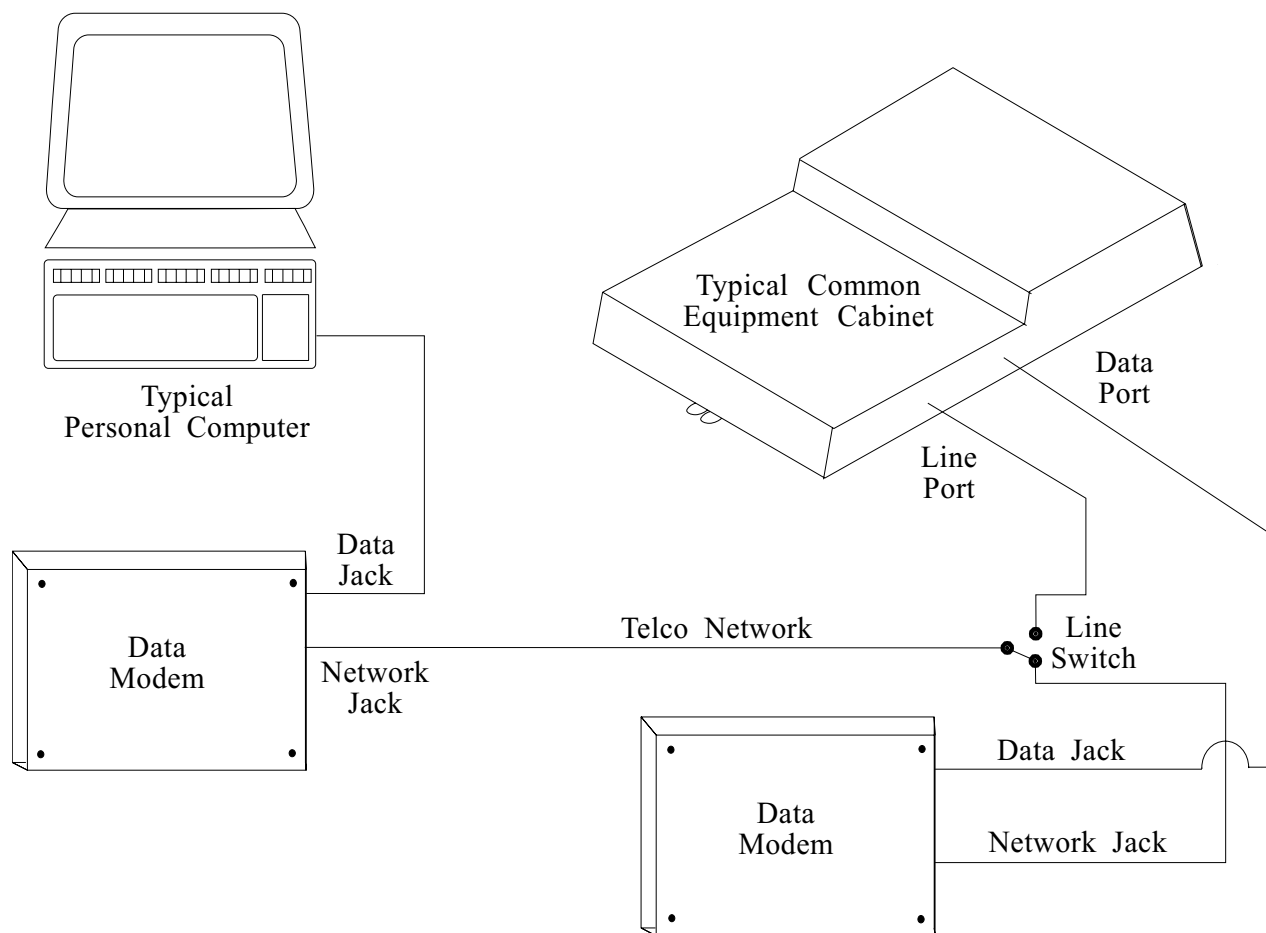 Typical Common
Equipment Cabinet
Data
Port
Typical
Personal Computer
Line
Port
Data
Jack
Telco Network
Line
Switch
Data
Modem
Network
Jack
Data Jack
Data
Modem
Network Jack